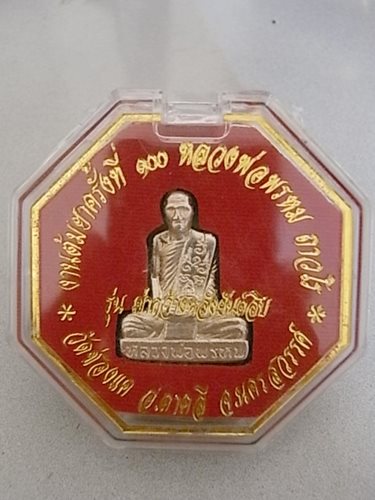 งานต้มยาครั้งที่ ๑๐๐ หลวงพ่อพรหม ถาวโร
รุ่น
หลวงพ่อพรหม
วัดช่องแค อ.ตาคลี จ.นครสวรรค์